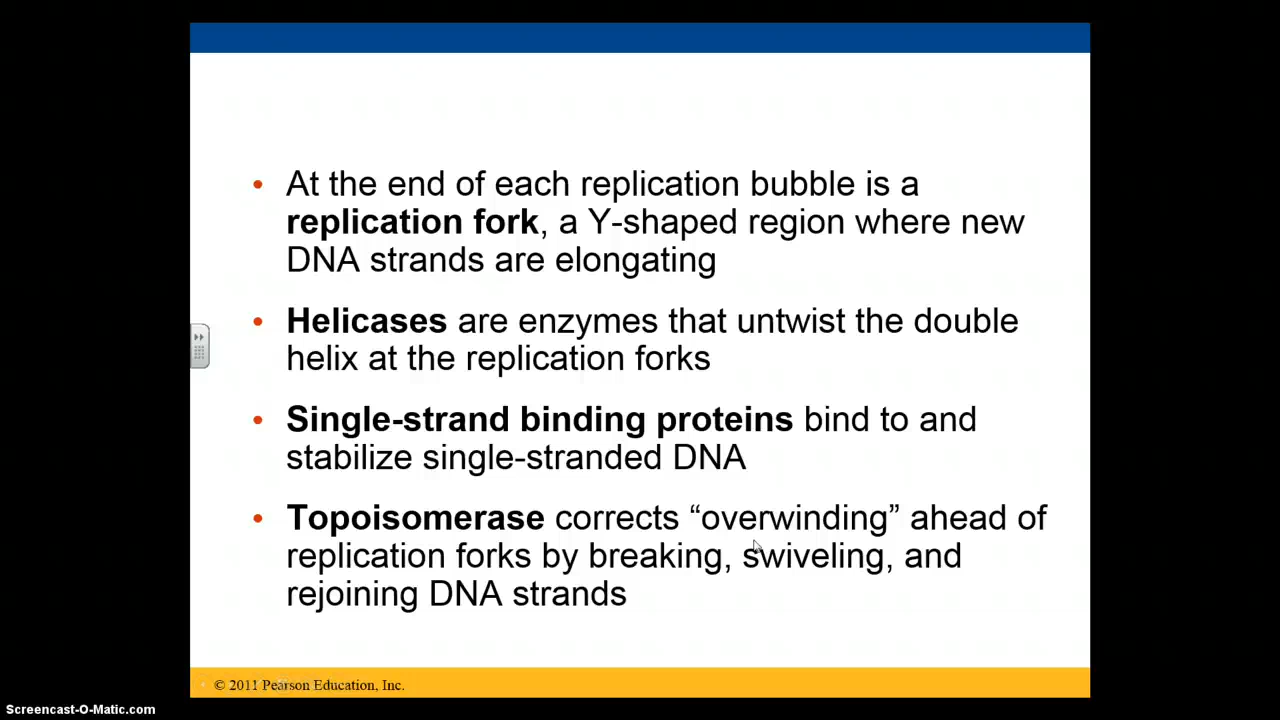 • At the end of each replication bubble is a
replication fork, a Y-shaped region where new
DNA strands are elongating
• Helicases are enzymes that untwist the double
helix at the replication forks
• Single-strand binding proteins bind to and
stabilize single-stranded DNA
• Topoisomerase corrects “overwinding” ahead of
replication forks by breaking, swiveling, and
rejoining DNA strands
© 2011 Pearson Education, Inc.
Screencast-O-Matic.com